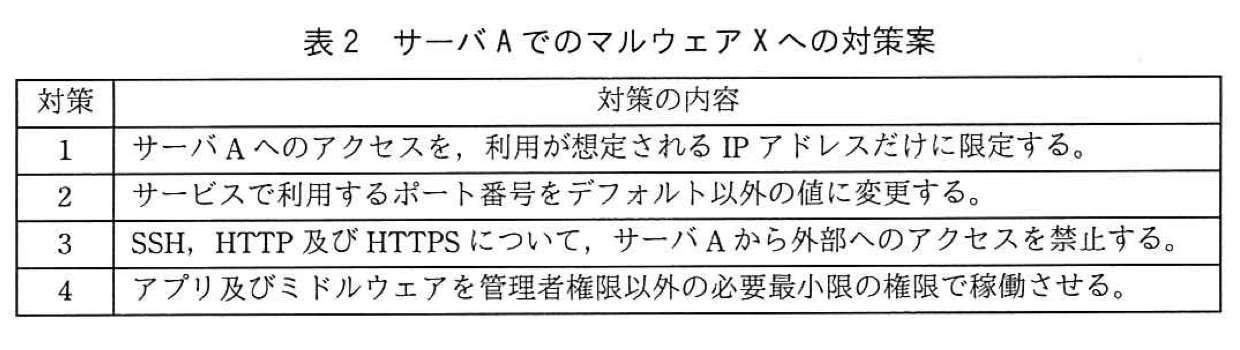 表2 サーバAでのマルウェアXへの対策案
対策 対策の内容
1 サーバAへのアクセスを，利用が想定されるIPアドレスだけに限定する。
2 サービスで利用するポート番号をデフォルト以外の値に変更する。
3 SSH，HTTP及びHTTPSについて，サーバAから外部へのアクセスを禁止する。
4 アプリ及びミドルウェアを管理者権限以外の必要最小限の権限で稼働させる。